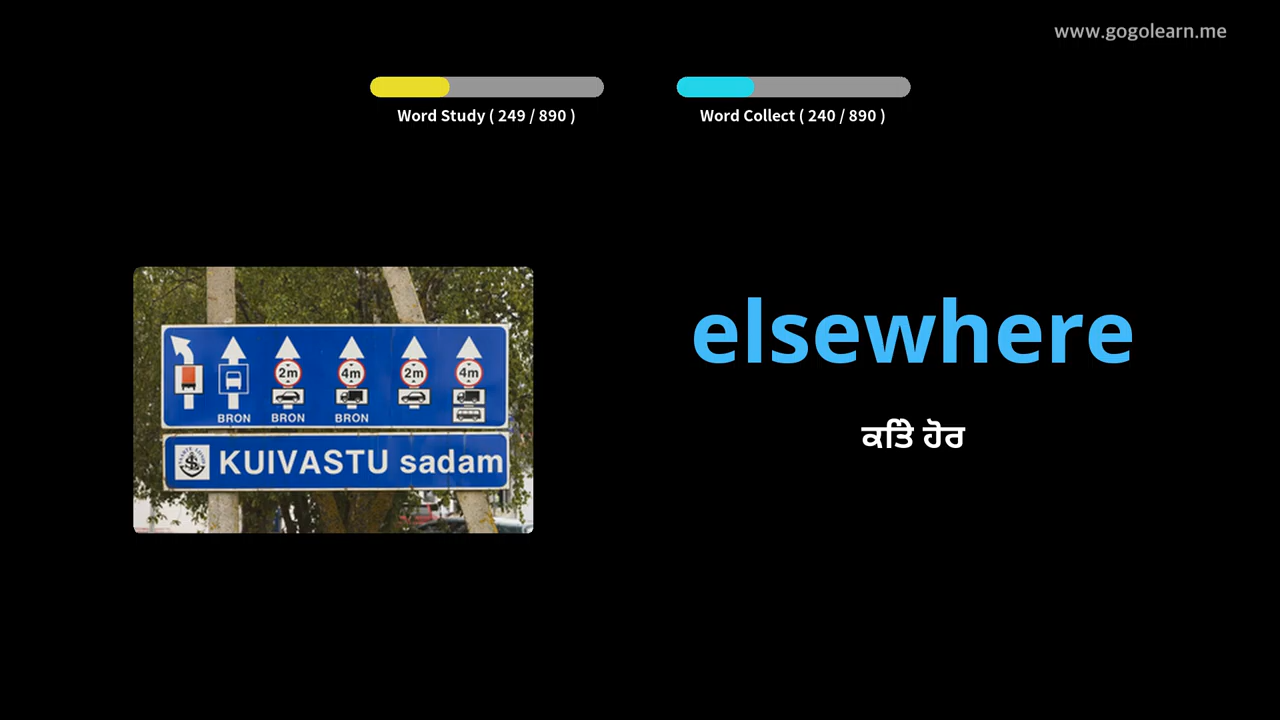 www.gogolearn.me
Word Study ( 249 / 890 )
Word Collect ( 240 / 890 )
2m 4m 2m 4m
BRON BRON BRON
KUIVASTU sadam
elsewhere
ਕਤਿੇ ਹੋਰ